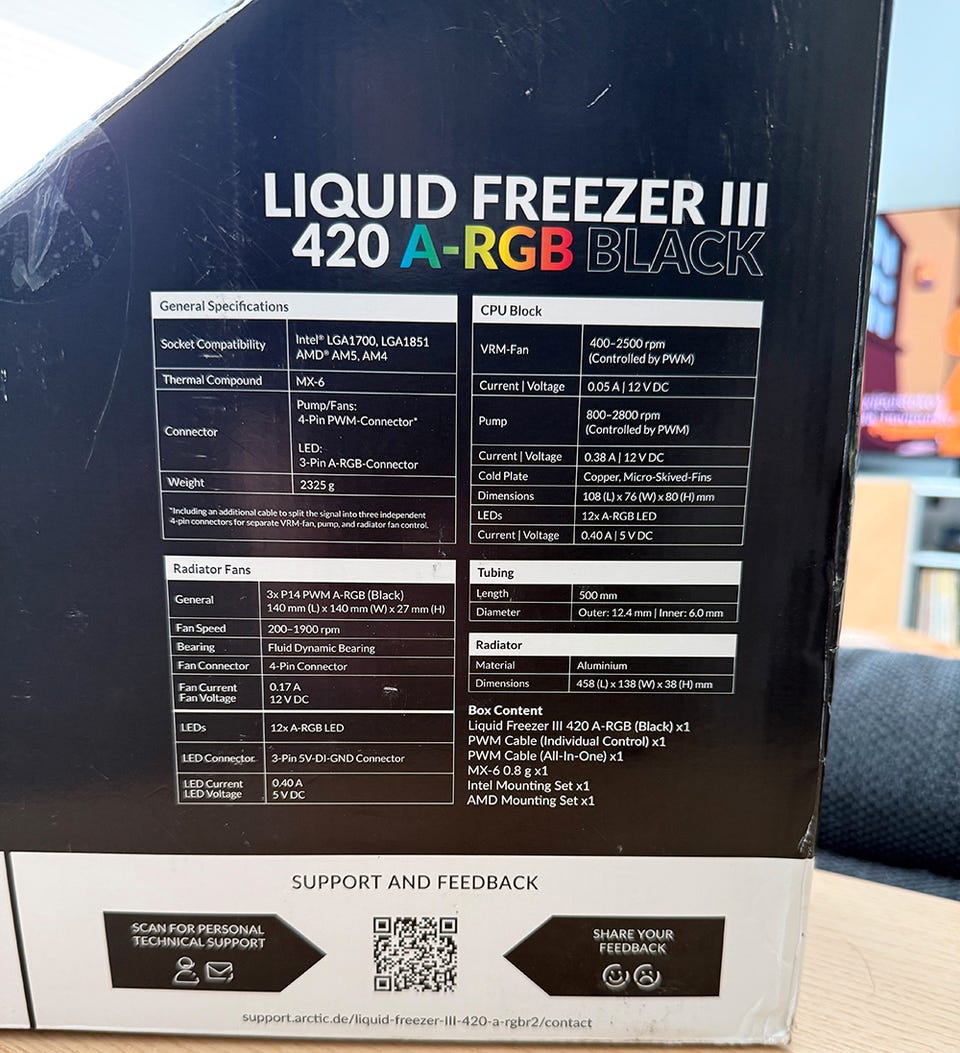 LIQUID FREEZER III
420 A-RGB BLACK
General Specifications
Socket Compatibility
Intel® LGA1700, LGA1851
AMD® AM5, AM4
Thermal Compound
MX-6
Connector
Pump/Fans:
4-Pin PWM-Connector*
LED:
3-Pin A-RGB-Connector
Weight
2325 g
*Including an additional cable to split the signal into three independent
4-pin connectors for separate VRM-fan, pump, and radiator fan control.
Radiator Fans
General
3x P14 PWM A-RGB (Black)
140 mm (L) x 140 mm (W) x 27 mm (H)
Fan Speed
200–1900 rpm
Bearing
Fluid Dynamic Bearing
Fan Connector
4-Pin Connector
Fan Current
Fan Voltage
0.17 A
12 V DC
LEDs
12x A-RGB LED
LED Connector
3-Pin 5V-DI-GND Connector
LED Current
LED Voltage
0.40 A
5 V DC
CPU Block
VRM-Fan
400–2500 rpm
(Controlled by PWM)
Current | Voltage
0.05 A | 12 V DC
Pump
800–2800 rpm
(Controlled by PWM)
Current | Voltage
0.38 A | 12 V DC
Cold Plate
Copper, Micro-Skived-Fins
Dimensions
108 (L) x 76 (W) x 80 (H) mm
LEDs
12x A-RGB LED
Current | Voltage
0.40 A | 5 V DC
Tubing
Length
500 mm
Diameter
Outer: 12.4 mm | Inner: 6.0 mm
Radiator
Material
Aluminium
Dimensions
458 (L) x 138 (W) x 38 (H) mm
Box Content
Liquid Freezer III 420 A-RGB (Black) x1
PWM Cable (Individual Control) x1
PWM Cable (All-In-One) x1
MX-6 0.8 g x1
Intel Mounting Set x1
AMD Mounting Set x1
SUPPORT AND FEEDBACK
SCAN FOR PERSONAL
TECHNICAL SUPPORT
SHARE YOUR
FEEDBACK
support.arctic.de/liquid-freezer-III-420-a-rgbr2/contact